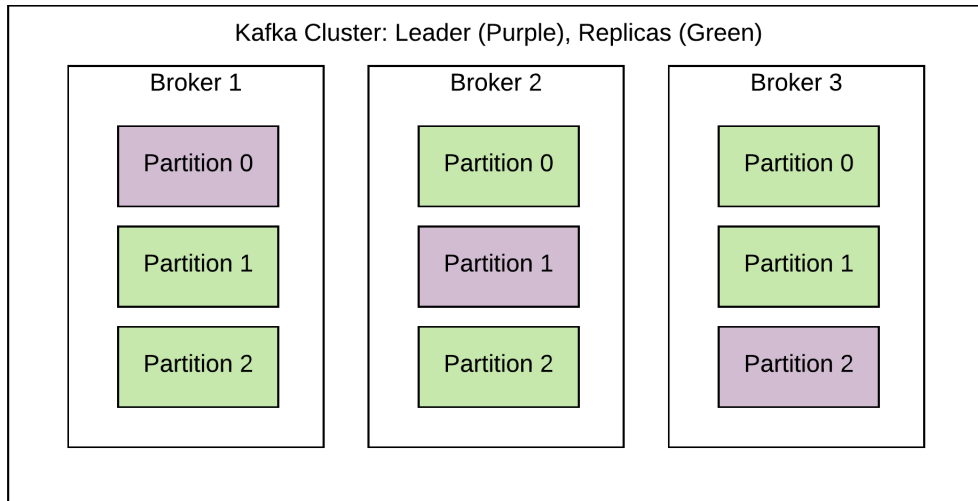 Kafka Cluster: Leader (Purple), Replicas (Green)
Broker 1
Partition 0
Partition 1
Partition 2
Broker 2
Partition 0
Partition 1
Partition 2
Broker 3
Partition 0
Partition 1
Partition 2